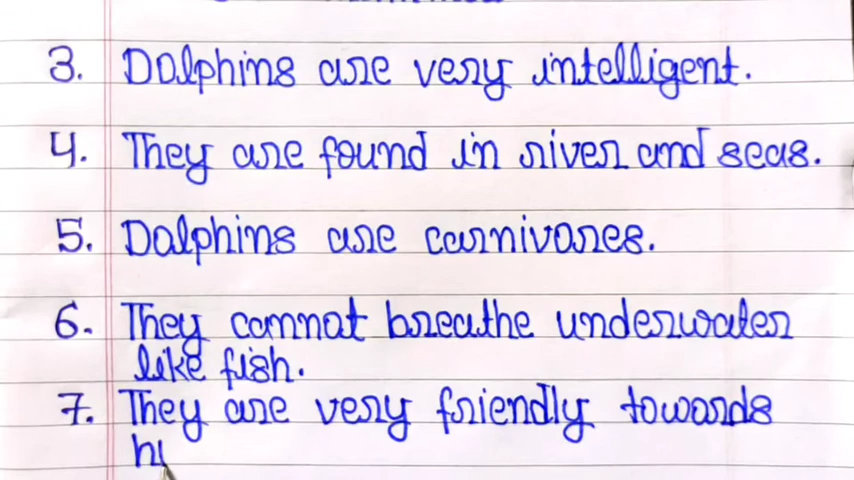 3. Dolphins are very intelligent.
4. They are found in river and seas.
5. Dolphins are carnivores.
6. They cannot breathe underwater
like fish.
7. They are very friendly towards
hu